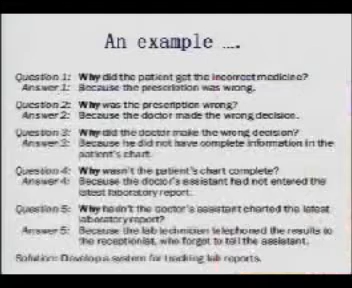 An example ....
Question 1: Why did the patient get the incorrect medicine?
Answer 1: Because the prescription was wrong.
Question 2: Why was the prescription wrong?
Answer 2: Because the doctor made the wrong decision.
Question 3: Why did the doctor make the wrong decision?
Answer 3: Because he did not have complete information in the
patient's chart.
Question 4: Why wasn't the patient's chart complete?
Answer 4: Because the doctor's assistant had not entered the
latest laboratory report.
Question 5: Why hadn't the doctor's assistant charted the latest
laboratory report?
Answer 5: Because the lab technician telephoned the results to
the receptionist, who forgot to tell the assistant.
Solution: Develop a system for tracking lab reports.